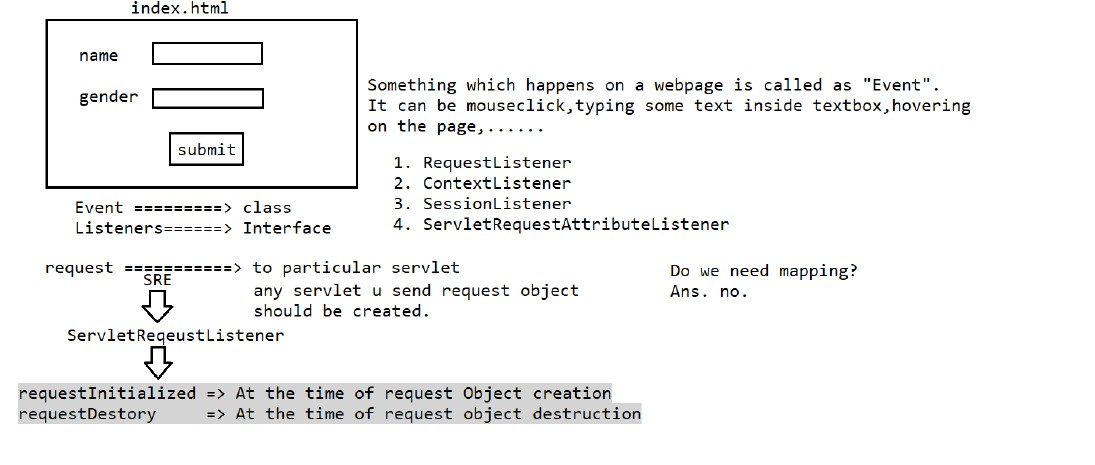 index.html
name
gender
submit
Something which happens on a webpage is called as "Event".
It can be mouseclick,typing some text inside textbox,hovering
on the page,......
1. RequestListener
2. ContextListener
3. SessionListener
4. ServletRequestAttributeListener
Event =========> class
Listeners======> Interface
request ===========> to particular servlet
SRE
any servlet u send request object
should be created.
Do we need mapping?
Ans. no.
ServletReqeustListener
requestInitialized => At the time of request Object creation
requestDestory => At the time of request object destruction